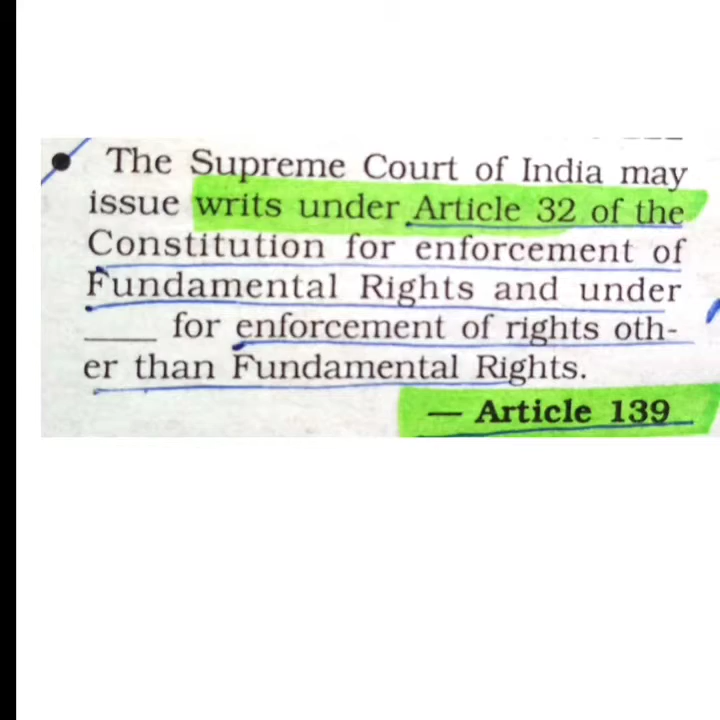 • The Supreme Court of India may
issue writs under Article 32 of the
Constitution for enforcement of
Fundamental Rights and under
____ for enforcement of rights oth-
er than Fundamental Rights.
— Article 139